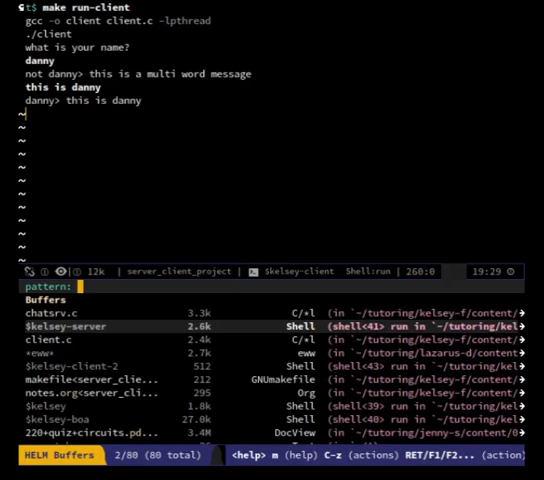 t$ make run-client
gcc -o client client.c -lpthread
./client
what is your name?
danny
not danny> this is a multi word message
this is danny
danny> this is danny
~
~
~
~
~
~
~
~
~
~
~
~
12k | server_client_project | $kelsey-client Shell:run | 260:0 19:29
pattern:
Buffers
chatsrv.c 3.3k C/*l (in `~/tutoring/kelsey-f/content/
$kelsey-server 2.6k Shell (shell<41> run in `~/tutoring/kel
client.c 2.4k C/*l (in `~/tutoring/kelsey-f/content/
*eww* 2.7k eww (in `~/tutoring/lazarus-d/content
$kelsey-client-2 512 Shell (shell<43> run in `~/tutoring/kel
makefile<server_clie... 212 GNUmakefile (in `~/tutoring/kelsey-f/content/
notes.org<server_cli... 295 Org (in `~/tutoring/kelsey-f/content/
$kelsey 1.8k Shell (shell<39> run in `~/tutoring/kel
$kelsey-boa 27.0k Shell (shell<40> run in `~/tutoring/kel
220+quiz+circuits.pd... 3.4M DocView (in `~/tutoring/jenny-s/content/0
HELM Buffers 2/80 (80 total) <help> m (help) C-z (actions) RET/F1/F2... (action)